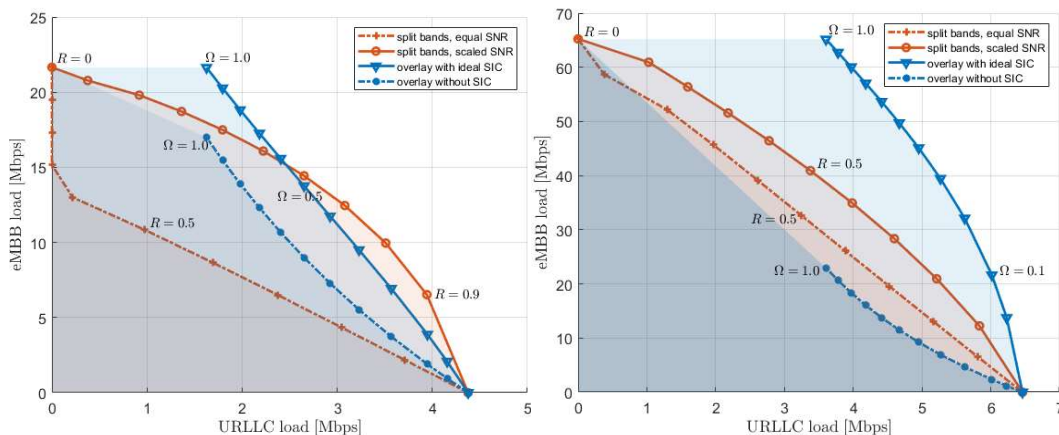 25
20
15
10
5
0
eMBB load [Mbps]
0 1 2 3 4 5
URLLC load [Mbps]
split bands, equal SNR
split bands, scaled SNR
overlay with ideal SIC
overlay without SIC
R = 0
Ω = 1.0
Ω = 1.0
Ω = 0.5
R = 0.5
R = 0.9
70
60
50
40
30
20
10
0
eMBB load [Mbps]
0 1 2 3 4 5 6 7
URLLC load [Mbps]
split bands, equal SNR
split bands, scaled SNR
overlay with ideal SIC
overlay without SIC
R = 0
Ω = 1.0
R = 0.5
R = 0.5
Ω = 1.0
Ω = 0.1